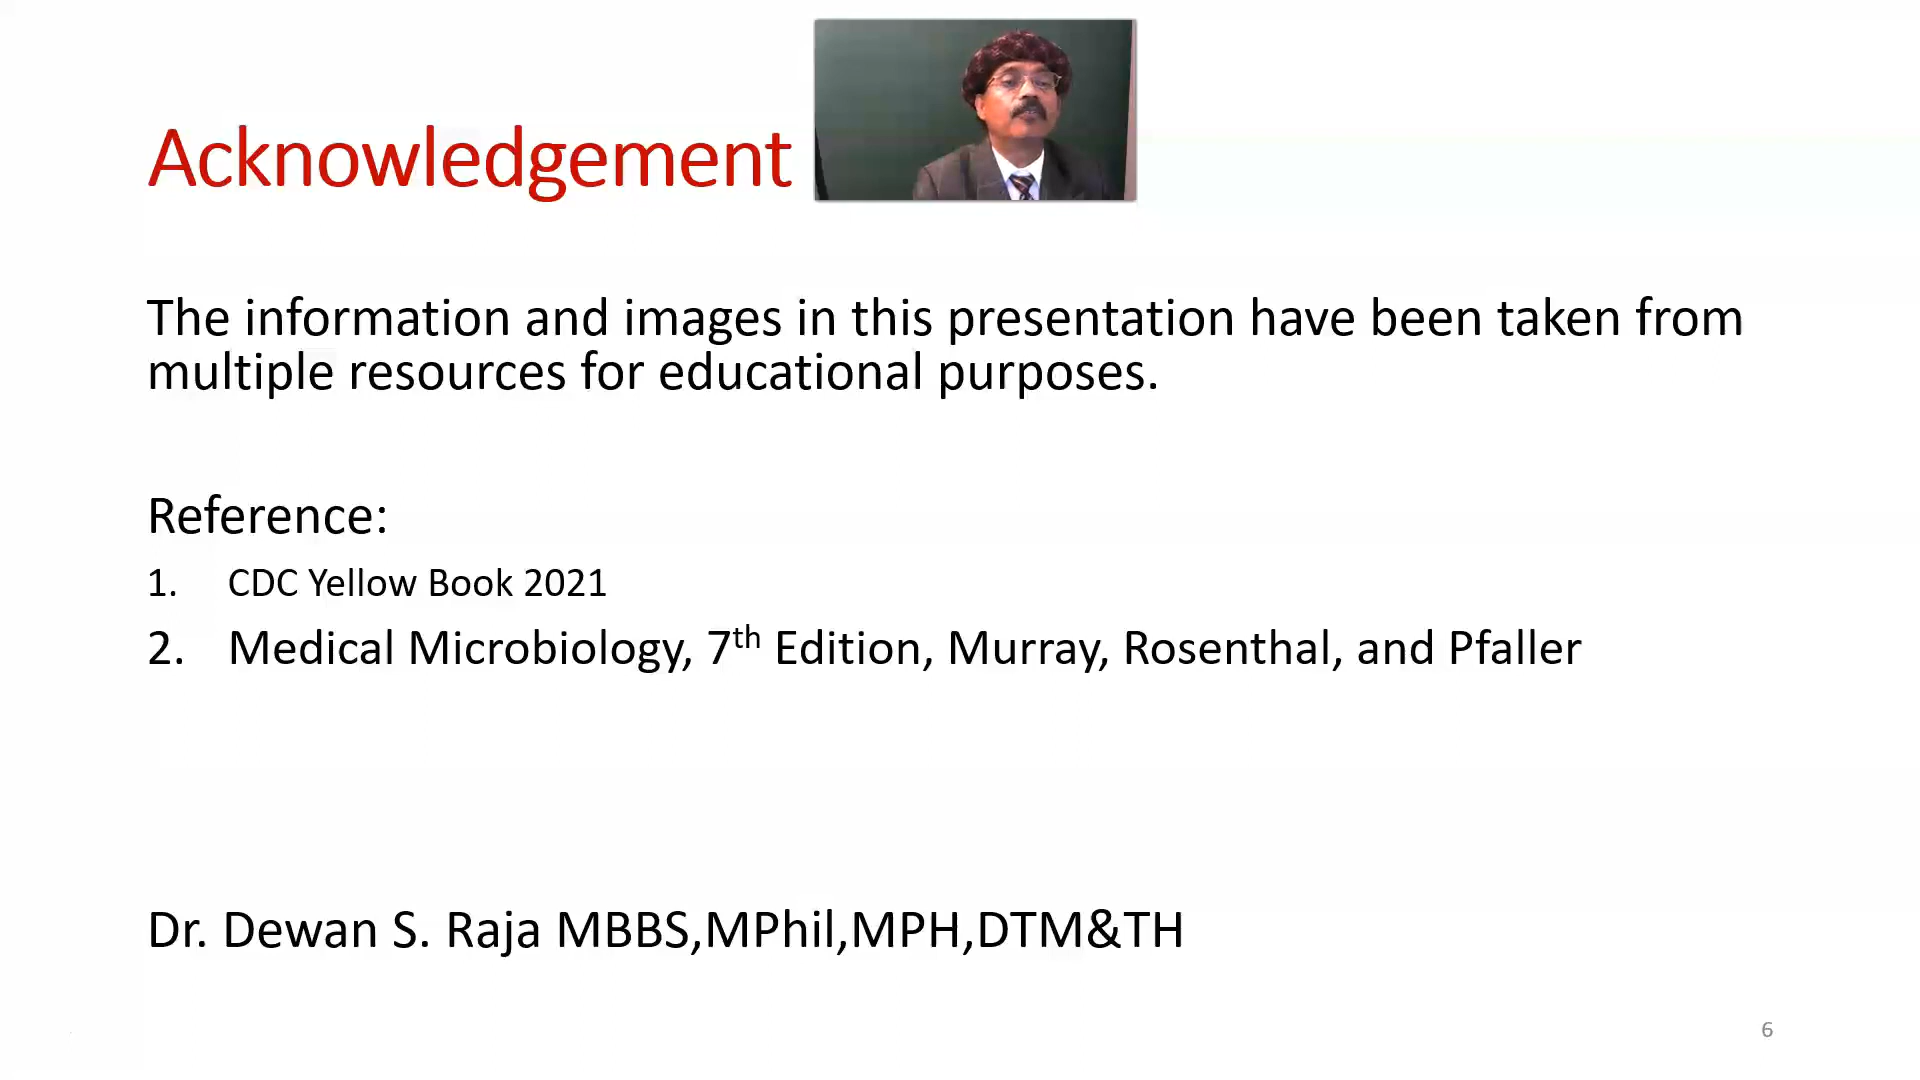 Acknowledgement
The information and images in this presentation have been taken from
multiple resources for educational purposes.
Reference:
1. CDC Yellow Book 2021
2. Medical Microbiology, 7th Edition, Murray, Rosenthal, and Pfaller
Dr. Dewan S. Raja MBBS,MPhil,MPH,DTM&TH
6